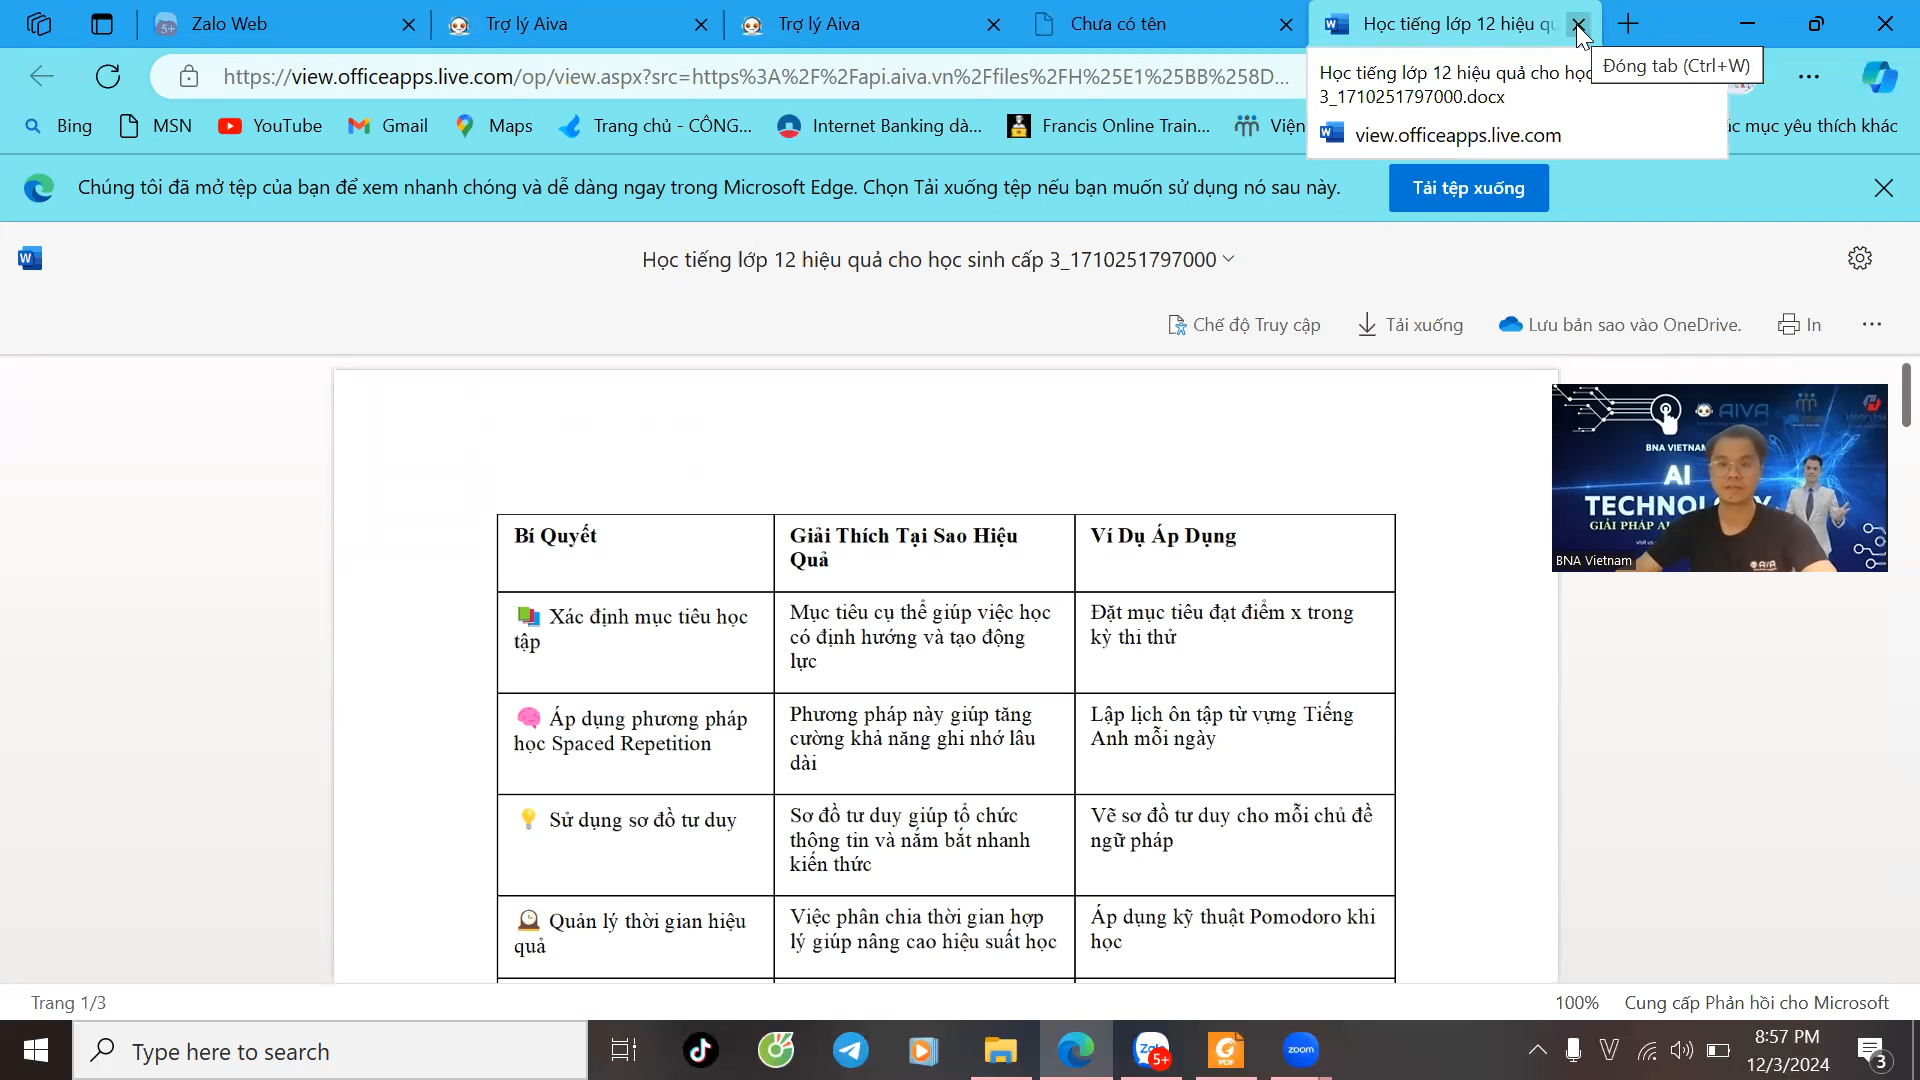 Zalo Web
Trợ lý Aiva
Trợ lý Aiva
Chưa có tên
Học tiếng lớp 12 hiệu qu
https://view.officeapps.live.com/op/view.aspx?src=https%3A%2F%2Fapi.aiva.vn%2Ffiles%2FH%25E1%25BB%258D...
Học tiếng lớp 12 hiệu quả cho học
3_1710251797000.docx
view.officeapps.live.com
Đóng tab (Ctrl+W)
Bing
MSN
YouTube
Gmail
Maps
Trang chủ - CÔNG...
Internet Banking dà...
Francis Online Train...
Viện
ác mục yêu thích khác
Chúng tôi đã mở tệp của bạn để xem nhanh chóng và dễ dàng ngay trong Microsoft Edge. Chọn Tải xuống tệp nếu bạn muốn sử dụng nó sau này.
Tải tệp xuống
Học tiếng lớp 12 hiệu quả cho học sinh cấp 3_1710251797000
Chế độ Truy cập
Tải xuống
Lưu bản sao vào OneDrive.
In
Bí Quyết
Giải Thích Tại Sao Hiệu
Quả
Ví Dụ Áp Dụng
Xác định mục tiêu học
tập
Mục tiêu cụ thể giúp việc học
có định hướng và tạo động
lực
Đặt mục tiêu đạt điểm x trong
kỳ thi thử
Áp dụng phương pháp
học Spaced Repetition
Phương pháp này giúp tăng
cường khả năng ghi nhớ lâu
dài
Lập lịch ôn tập từ vựng Tiếng
Anh mỗi ngày
Sử dụng sơ đồ tư duy
Sơ đồ tư duy giúp tổ chức
thông tin và nắm bắt nhanh
kiến thức
Vẽ sơ đồ tư duy cho mỗi chủ đề
ngữ pháp
Quản lý thời gian hiệu
quả
Việc phân chia thời gian hợp
lý giúp nâng cao hiệu suất học
Áp dụng kỹ thuật Pomodoro khi
học
AIVA
BNA VIETNAM
AI
TECHNOLOGY
GIẢI PHÁP
AIVA
BNA Vietnam
Trang 1/3
100%
Cung cấp Phản hồi cho Microsoft
Type here to search
Zalo
5+
PDF
zoom
8:57 PM
12/3/2024
3